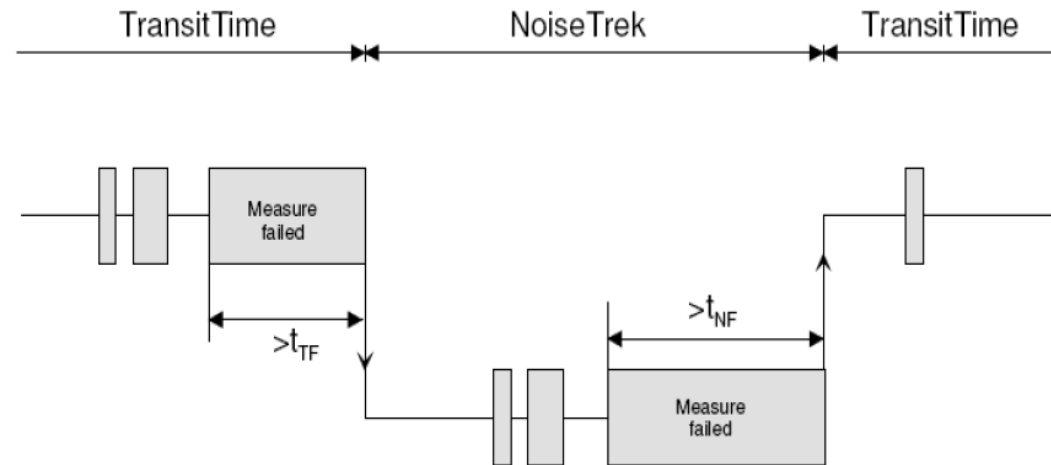 TransitTime
NoiseTrek
TransitTime
Measure
failed
>tTF
>tNF
Measure
failed